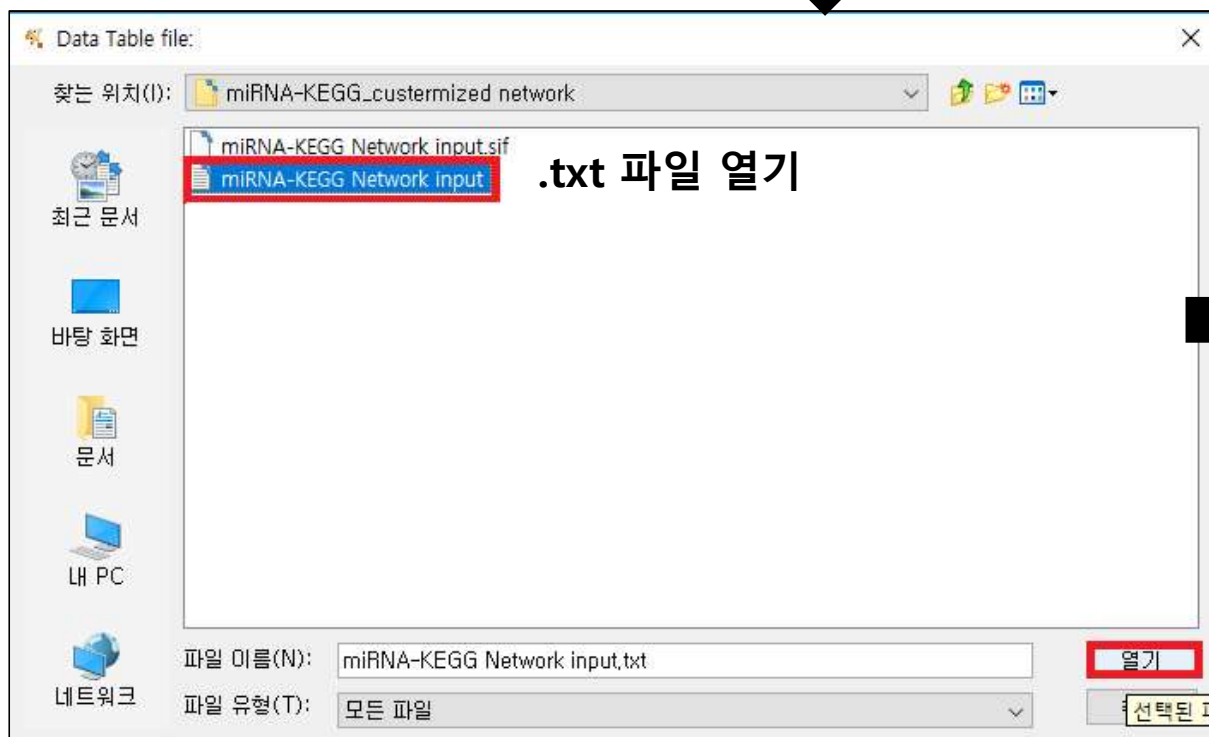 Data Table file:
찾는 위치(I): miRNA-KEGG_custermized network
miRNA-KEGG Network input.sif
miRNA-KEGG Network input
.txt 파일 열기
최근 문서
바탕 화면
문서
내 PC
네트워크
파일 이름(N): miRNA-KEGG Network input.txt
열기
파일 유형(T): 모든 파일
선택된